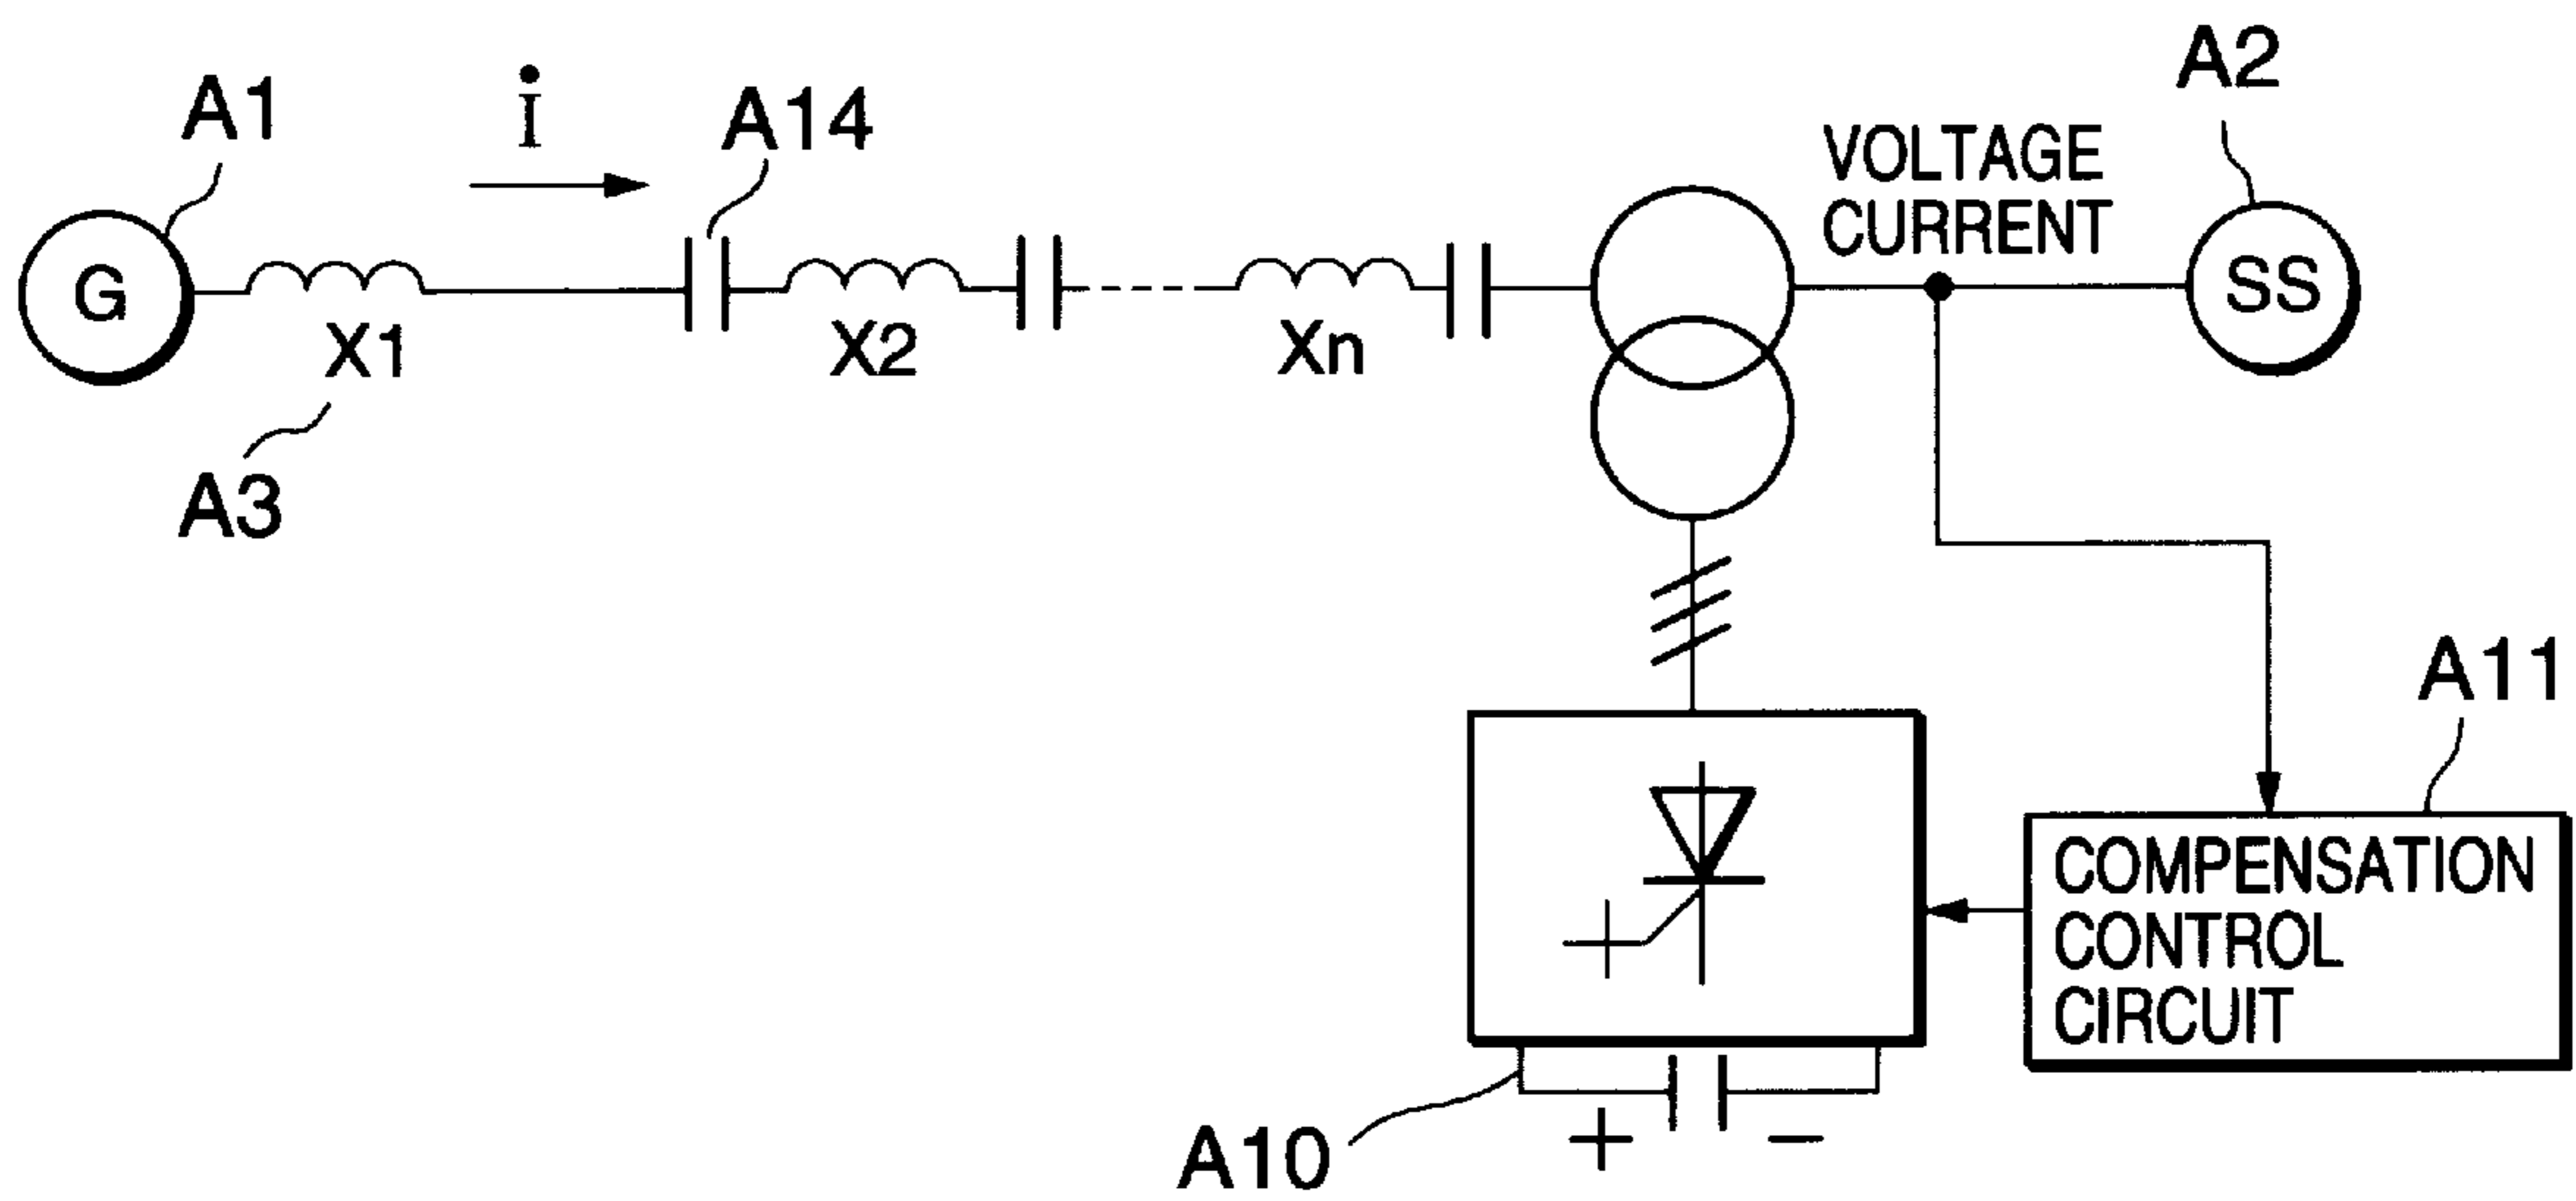 A1
İ
A14
A2
VOLTAGE
CURRENT
G
SS
X1
X2
Xn
A3
A11
COMPENSATION
CONTROL
CIRCUIT
A10
+ −